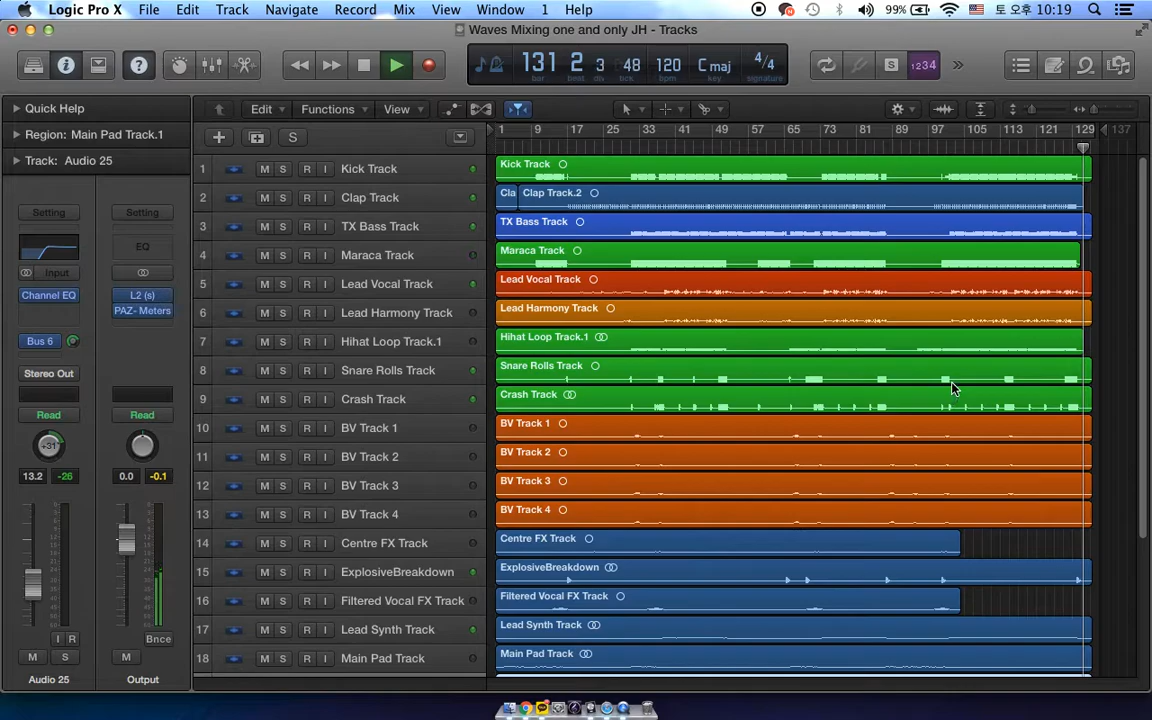 Logic Pro X File Edit Track Navigate Record Mix View Window 1 Help 99% 토 오후 10:19
Waves Mixing one and only JH - Tracks
131 2 3 48 120 C maj 4/4
bar beat div bpm key signature
S 1234
Quick Help
Edit Functions View
Region: Main Pad Track.1
S
1 9 17 25 33 41 49 57 65 73 81 89 97 105 113 121 129 137
Track: Audio 25
1 M S R I Kick Track
Kick Track
2 M S R I Clap Track
Cla Clap Track.2
3 M S R I TX Bass Track
TX Bass Track
4 M S R I Maraca Track
Maraca Track
5 M S R I Lead Vocal Track
Lead Vocal Track
6 M S R I Lead Harmony Track
Lead Harmony Track
7 M S R I Hihat Loop Track.1
Hihat Loop Track.1
8 M S R I Snare Rolls Track
Snare Rolls Track
9 M S R I Crash Track
Crash Track
10 M S R I BV Track 1
BV Track 1
11 M S R I BV Track 2
BV Track 2
12 M S R I BV Track 3
BV Track 3
13 M S R I BV Track 4
BV Track 4
14 M S R I Centre FX Track
Centre FX Track
15 M S R I ExplosiveBreakdown
ExplosiveBreakdown
16 M S R I Filtered Vocal FX Track
Filtered Vocal FX Track
17 M S R I Lead Synth Track
Lead Synth Track
18 M S R I Main Pad Track
Main Pad Track
Setting Setting
EQ
Input
Channel EQ L2 (s)
PAZ- Meters
Bus 6
Stereo Out
Read Read
+31
13.2 -26 0.0 -0.1
I R Bnce
M S M
Audio 25 Output